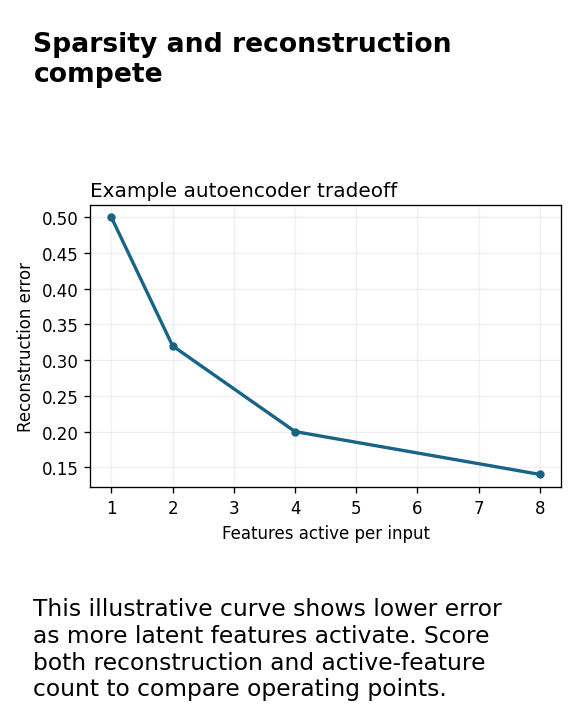 Sparsity and reconstruction
compete
Example autoencoder tradeoff
0.50
0.45
0.40
0.35
0.30
0.25
0.20
0.15
Reconstruction error
1 2 3 4 5 6 7 8
Features active per input
This illustrative curve shows lower error
as more latent features activate. Score
both reconstruction and active-feature
count to compare operating points.